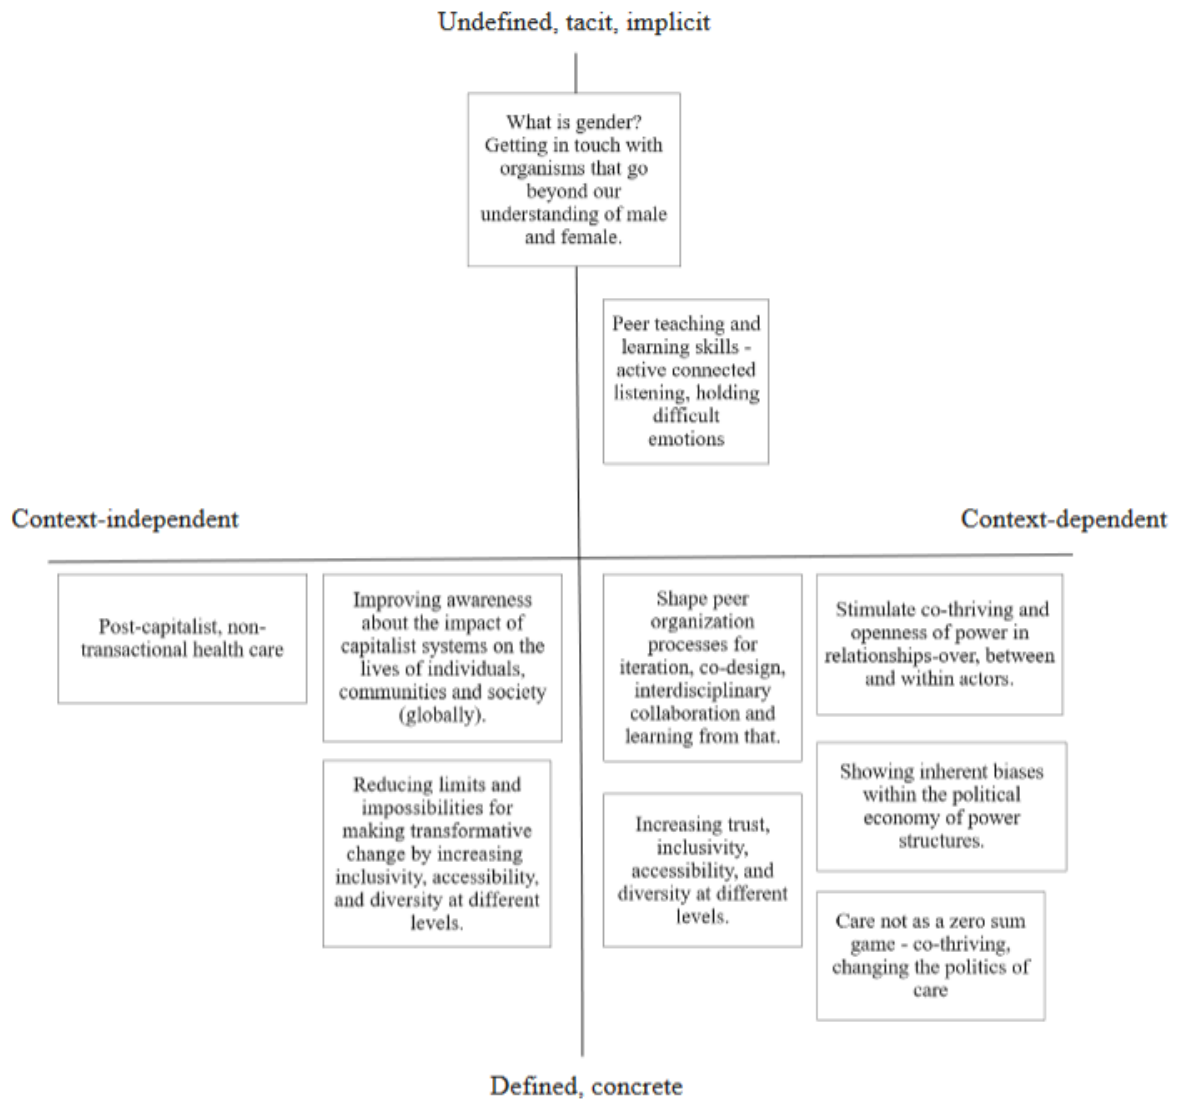 Undefined, tacit, implicit
What is gender?
Getting in touch with
organisms that go
beyond our
understanding of male
and female.
Peer teaching and
learning skills -
active connected
listening, holding
difficult
emotions
Context-independent
Context-dependent
Post-capitalist, non-
transactional health care
Improving awareness
about the impact of
capitalist systems on the
lives of individuals,
communities and society
(globally).
Shape peer
organization
processes for
iteration, co-design,
interdisciplinary
collaboration and
learning from that.
Stimulate co-thriving and
openness of power in
relationships-over, between
and within actors.
Reducing limits and
impossibilities for
making transformative
change by increasing
inclusivity, accessibility,
and diversity at different
levels.
Increasing trust,
inclusivity,
accessibility, and
diversity at different
levels.
Showing inherent biases
within the political
economy of power
structures.
Care not as a zero sum
game - co-thriving,
changing the politics of
care
Defined, concrete